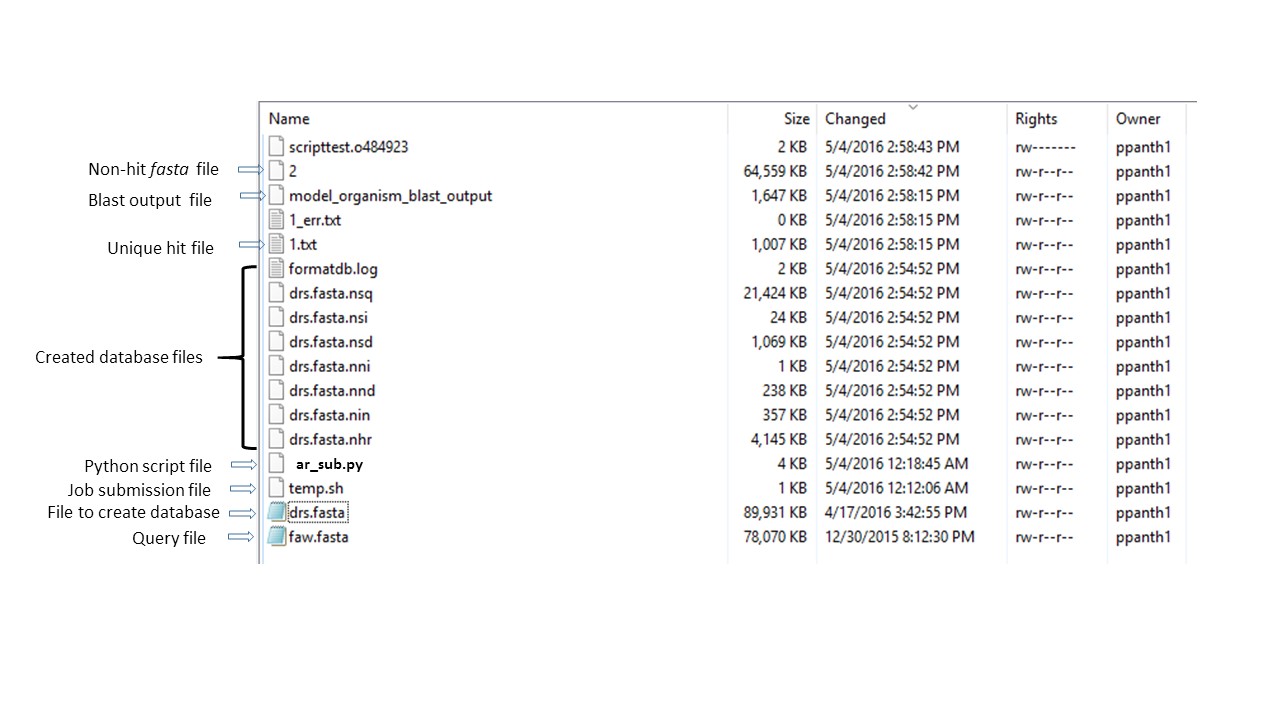 Name Size Changed Rights Owner
scripttest.o484923 2 KB 5/4/2016 2:58:43 PM rw------- ppanth1
Non-hit fasta file 2 64,559 KB 5/4/2016 2:58:42 PM rw-r--r-- ppanth1
Blast output file model_organism_blast_output 1,647 KB 5/4/2016 2:58:15 PM rw-r--r-- ppanth1
1_err.txt 0 KB 5/4/2016 2:58:15 PM rw-r--r-- ppanth1
Unique hit file 1.txt 1,007 KB 5/4/2016 2:58:15 PM rw-r--r-- ppanth1
formatdb.log 2 KB 5/4/2016 2:54:52 PM rw-r--r-- ppanth1
drs.fasta.nsq 21,424 KB 5/4/2016 2:54:52 PM rw-r--r-- ppanth1
drs.fasta.nsi 24 KB 5/4/2016 2:54:52 PM rw-r--r-- ppanth1
drs.fasta.nsd 1,069 KB 5/4/2016 2:54:52 PM rw-r--r-- ppanth1
Created database files drs.fasta.nni 1 KB 5/4/2016 2:54:52 PM rw-r--r-- ppanth1
drs.fasta.nnd 238 KB 5/4/2016 2:54:52 PM rw-r--r-- ppanth1
drs.fasta.nin 357 KB 5/4/2016 2:54:52 PM rw-r--r-- ppanth1
drs.fasta.nhr 4,145 KB 5/4/2016 2:54:52 PM rw-r--r-- ppanth1
Python script file ar_sub.py 4 KB 5/4/2016 12:18:45 AM rw-r--r-- ppanth1
Job submission file temp.sh 1 KB 5/4/2016 12:12:06 AM rw-r--r-- ppanth1
File to create database drs.fasta 89,931 KB 4/17/2016 3:42:55 PM rw-r--r-- ppanth1
Query file faw.fasta 78,070 KB 12/30/2015 8:12:30 PM rw-r--r-- ppanth1